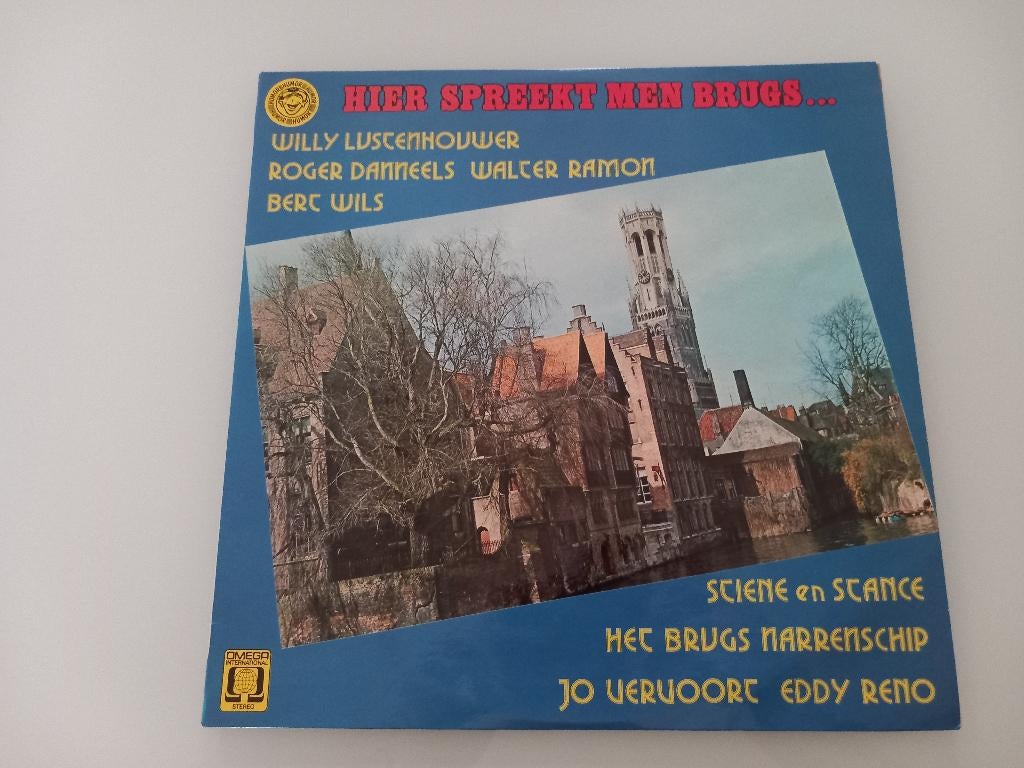 HIER SPREEKT MEN BRUGS...
WILLY LUSTENHOUWER
ROGER DANNEELS WALTER RAMON
BERT WILS
STIENE en STANCE
HET BRUGS NARRENSCHIP
JO VERVOORT EDDY RENO
OMEGA
INTERNATIONAL
STEREO